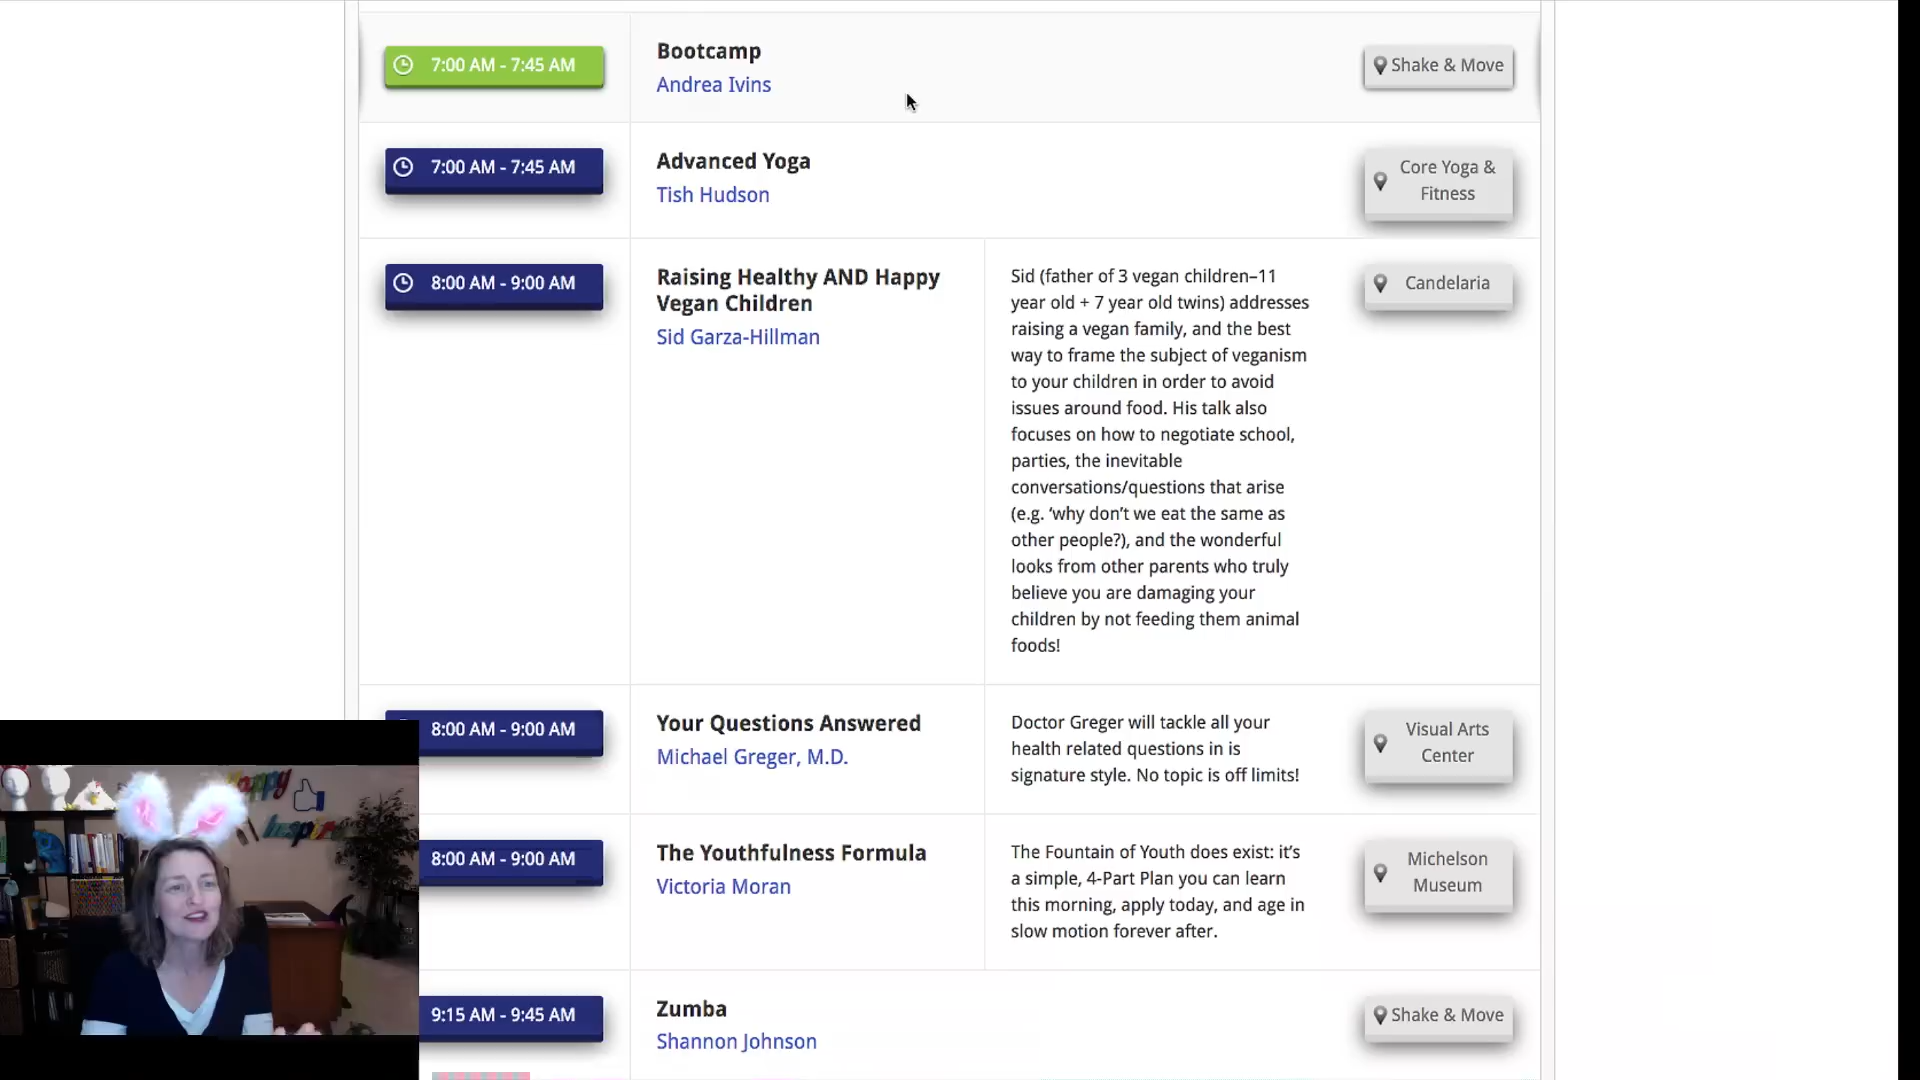 7:00 AM - 7:45 AM
Bootcamp
Andrea Ivins
Shake & Move
7:00 AM - 7:45 AM
Advanced Yoga
Tish Hudson
Core Yoga &
Fitness
8:00 AM - 9:00 AM
Raising Healthy AND Happy
Vegan Children
Sid Garza-Hillman
Sid (father of 3 vegan children–11
year old + 7 year old twins) addresses
raising a vegan family, and the best
way to frame the subject of veganism
to your children in order to avoid
issues around food. His talk also
focuses on how to negotiate school,
parties, the inevitable
conversations/questions that arise
(e.g. ‘why don’t we eat the same as
other people?), and the wonderful
looks from other parents who truly
believe you are damaging your
children by not feeding them animal
foods!
Candelaria
8:00 AM - 9:00 AM
Your Questions Answered
Michael Greger, M.D.
Doctor Greger will tackle all your
health related questions in is
signature style. No topic is off limits!
Visual Arts
Center
8:00 AM - 9:00 AM
The Youthfulness Formula
Victoria Moran
The Fountain of Youth does exist: it’s
a simple, 4-Part Plan you can learn
this morning, apply today, and age in
slow motion forever after.
Michelson
Museum
9:15 AM - 9:45 AM
Zumba
Shannon Johnson
Shake & Move